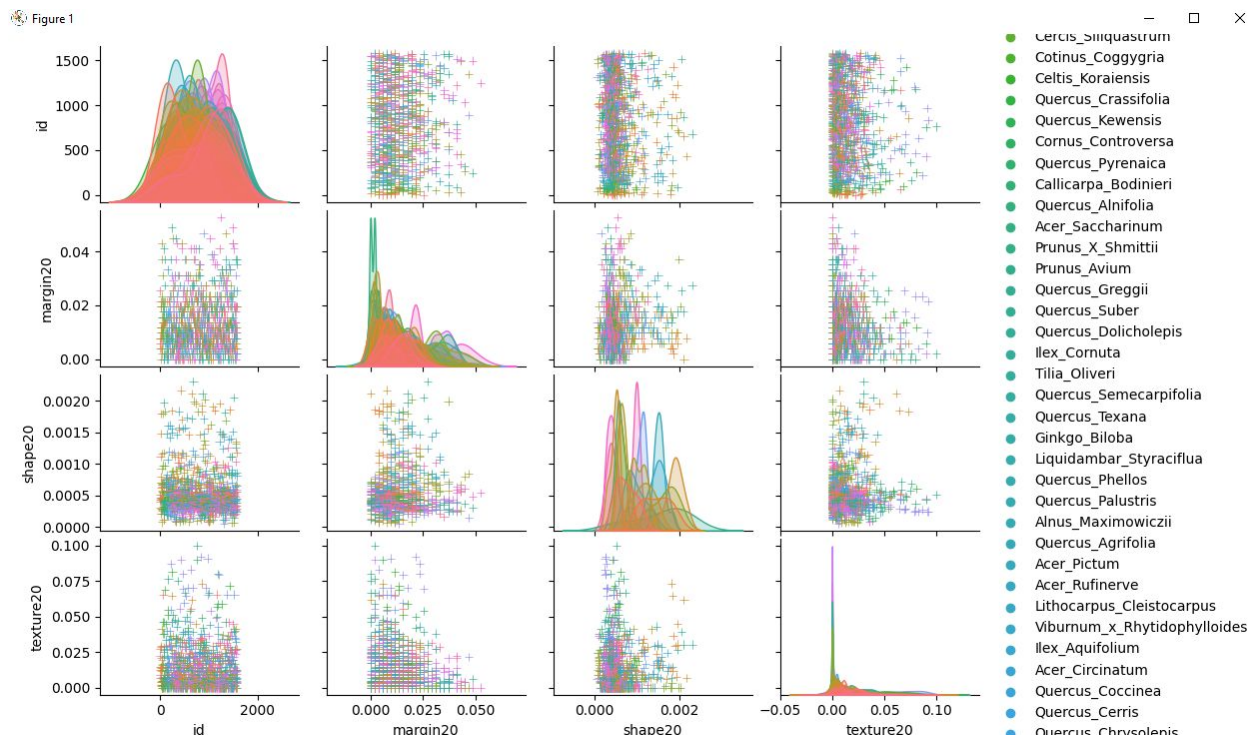 Figure 1
1500
1000
500
0
id
0.04
0.02
0.00
margin20
0.0020
0.0015
0.0010
0.0005
0.0000
shape20
0.100
0.075
0.050
0.025
0.000
texture20
0 2000
id
0.000 0.025 0.050
margin20
0.000 0.002
shape20
−0.05 0.00 0.05 0.10
texture20
Cercis_Siliquastrum
Cotinus_Coggygria
Celtis_Koraiensis
Quercus_Crassifolia
Quercus_Kewensis
Cornus_Controversa
Quercus_Pyrenaica
Callicarpa_Bodinieri
Quercus_Alnifolia
Acer_Saccharinum
Prunus_X_Shmittii
Prunus_Avium
Quercus_Greggii
Quercus_Suber
Quercus_Dolicholepis
Ilex_Cornuta
Tilia_Oliveri
Quercus_Semecarpifolia
Quercus_Texana
Ginkgo_Biloba
Liquidambar_Styraciflua
Quercus_Phellos
Quercus_Palustris
Alnus_Maximowiczii
Quercus_Agrifolia
Acer_Pictum
Acer_Rufinerve
Lithocarpus_Cleistocarpus
Viburnum_x_Rhytidophylloides
Ilex_Aquifolium
Acer_Circinatum
Quercus_Coccinea
Quercus_Cerris
Quercus_Chrysolepis